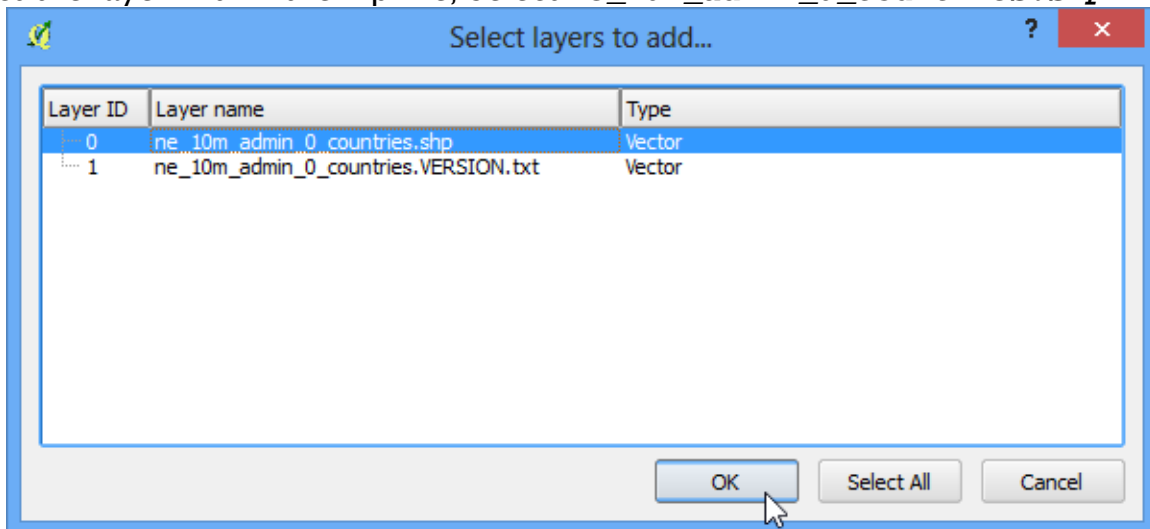 Select layers to add...
?
Layer ID Layer name Type
0 ne_10m_admin_0_countries.shp Vector
1 ne_10m_admin_0_countries.VERSION.txt Vector
OK Select All Cancel